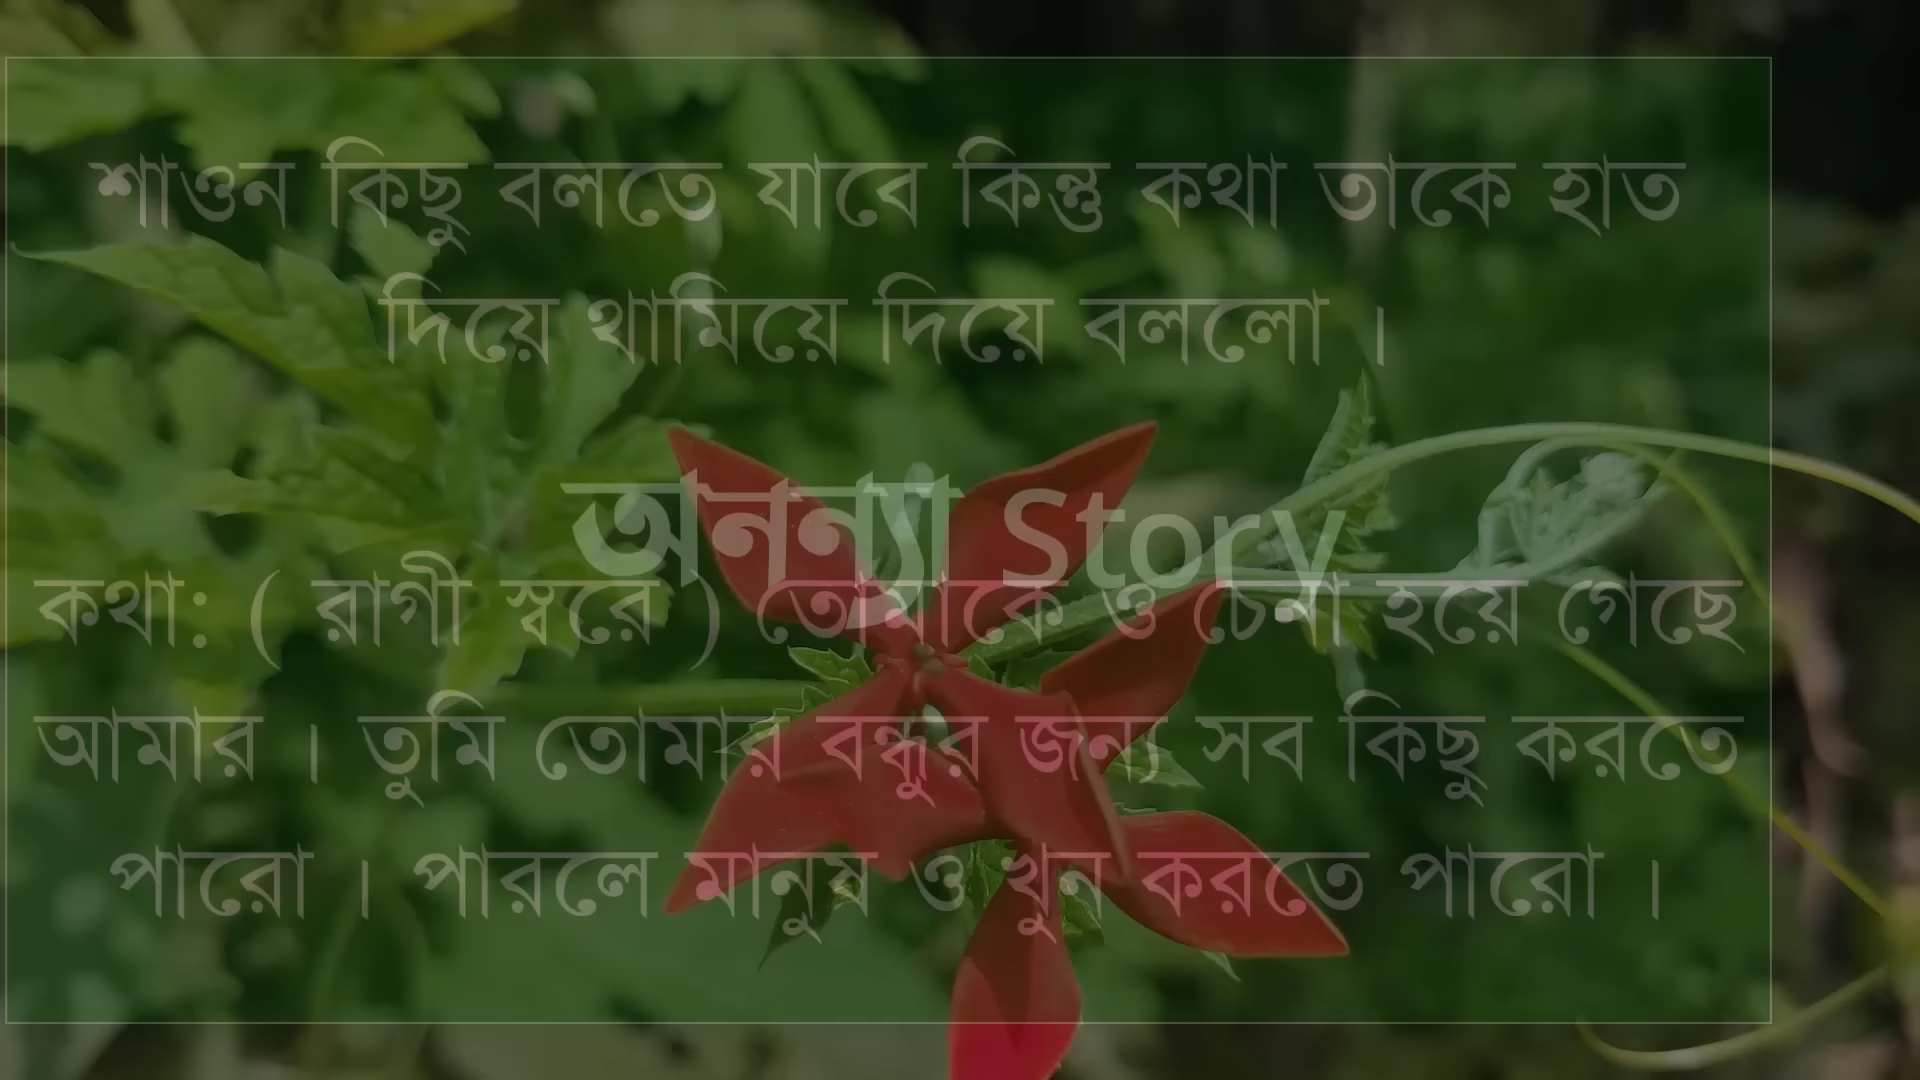 শাওন কিছু বলতে যাবে কিন্তু কথা তাকে হাত
দিয়ে থামিয়ে দিয়ে বললো ।
অনন্যা Story
কথা: ( রাগী স্বরে ) তোমাকে ও চেনা হয়ে গেছে
আমার । তুমি তোমার বন্ধুর জন্য সব কিছু করতে
পারো । পারলে মানুষ ও খুন করতে পারো ।